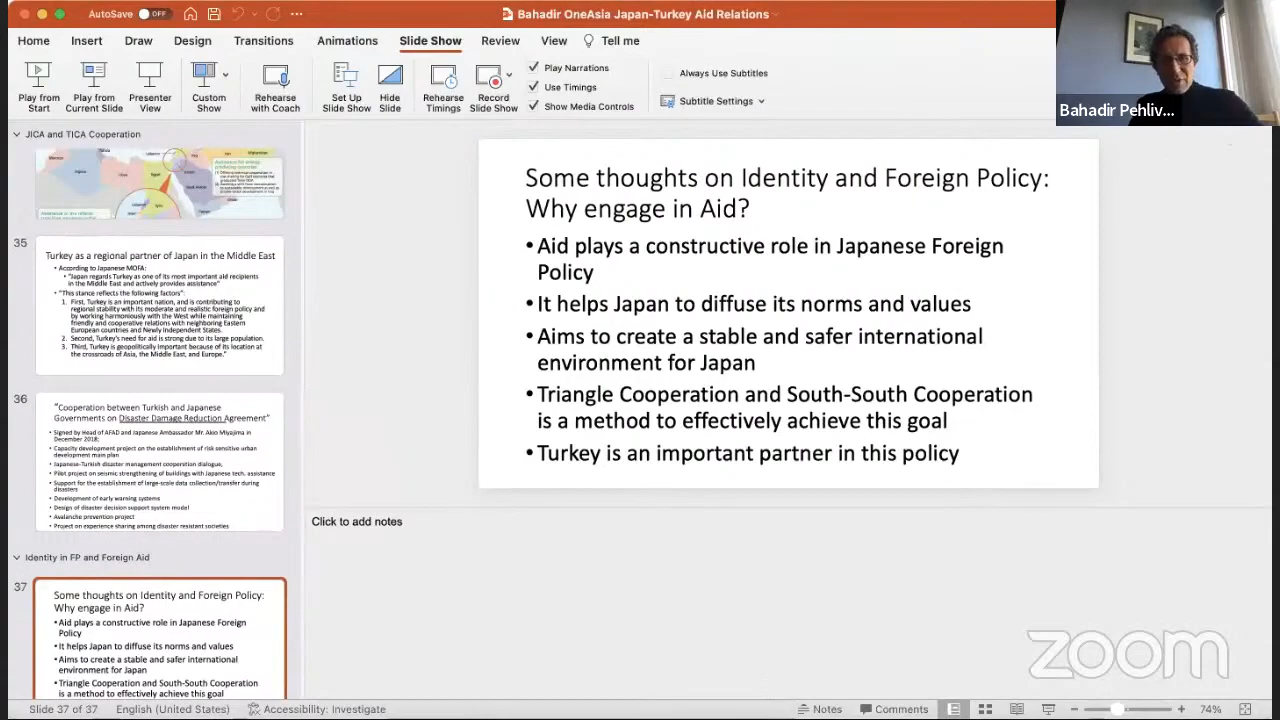 AutoSave OFF
Bahadir OneAsia Japan-Turkey Aid Relations
Home Insert Draw Design Transitions Animations Slide Show Review View Tell me
Play from Start
Play from Current Slide
Presenter View
Custom Show
Rehearse with Coach
Set Up Slide Show
Hide Slide
Rehearse Timings
Record Slide Show
Play Narrations
Use Timings
Show Media Controls
Always Use Subtitles
Subtitle Settings
Bahadir Pehliv...
JICA and TICA Cooperation
35
Turkey as a regional partner of Japan in the Middle East
• According to Japanese MOFA:
• "Japan regards Turkey as one of its most important aid recipients
in the Middle East and actively provides assistance"
• "This stance reflects the following factors":
1. First, Turkey is an important nation, and is contributing to
regional stability with its moderate and realistic foreign policy and
by working harmoniously with the West while maintaining
friendly and cooperative relations with neighboring Eastern
European countries and Newly Independent States.
2. Second, Turkey's need for aid is strong due to its large population.
3. Third, Turkey is geopolitically important because of its location at
the crossroads of Asia, the Middle East, and Europe."
36
"Cooperation between Turkish and Japanese
Governments on Disaster Damage Reduction Agreement"
• Signed by Head of AFAD and Japanese Ambassador Mr. Akio Miyajima in
December 2018;
• Capacity development project on the establishment of risk sensitive urban
development main plan
• Japanese-Turkish disaster management cooperation dialogue,
• Pilot project on seismic strengthening of buildings with Japanese tech. assistance
• Support for the establishment of large-scale data collection/transfer during
disasters
• Development of early warning systems
• Design of disaster decision support system model
• Avalanche prevention project
• Project on experience sharing among disaster resistant societies
Identity in FP and Foreign Aid
37
Some thoughts on Identity and Foreign Policy:
Why engage in Aid?
• Aid plays a constructive role in Japanese Foreign
Policy
• It helps Japan to diffuse its norms and values
• Aims to create a stable and safer international
environment for Japan
• Triangle Cooperation and South-South Cooperation
is a method to effectively achieve this goal
Some thoughts on Identity and Foreign Policy:
Why engage in Aid?
• Aid plays a constructive role in Japanese Foreign
Policy
• It helps Japan to diffuse its norms and values
• Aims to create a stable and safer international
environment for Japan
• Triangle Cooperation and South-South Cooperation
is a method to effectively achieve this goal
• Turkey is an important partner in this policy
Click to add notes
zoom
Slide 37 of 37 English (United States) Accessibility: Investigate Notes Comments 74%